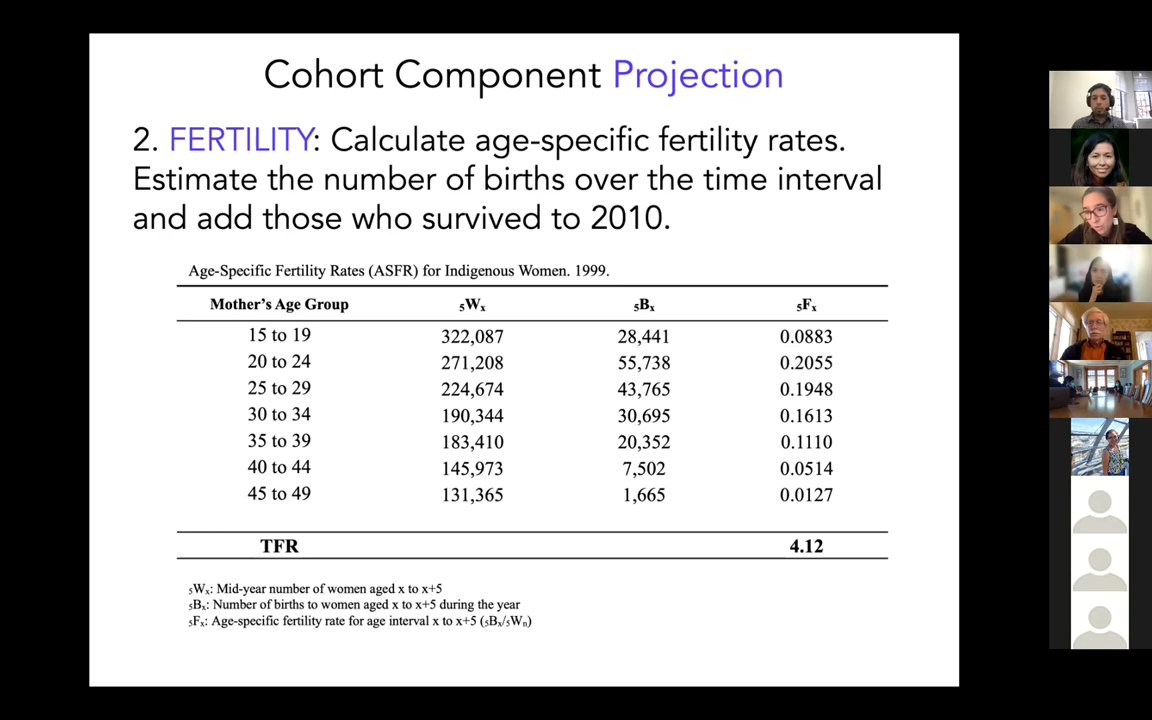 Cohort Component Projection
2. FERTILITY: Calculate age-specific fertility rates.
Estimate the number of births over the time interval
and add those who survived to 2010.
Age-Specific Fertility Rates (ASFR) for Indigenous Women. 1999.
Mother's Age Group ₅Wₓ ₅Bₓ ₅Fₓ
15 to 19 322,087 28,441 0.0883
20 to 24 271,208 55,738 0.2055
25 to 29 224,674 43,765 0.1948
30 to 34 190,344 30,695 0.1613
35 to 39 183,410 20,352 0.1110
40 to 44 145,973 7,502 0.0514
45 to 49 131,365 1,665 0.0127
TFR 4.12
₅Wₓ: Mid-year number of women aged x to x+5
₅Bₓ: Number of births to women aged x to x+5 during the year
₅Fₓ: Age-specific fertility rate for age interval x to x+5 (₅Bₓ/₅Wₙ)